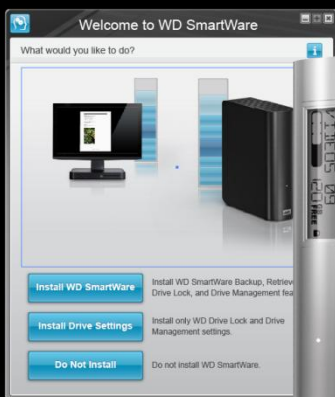 Welcome to WD SmartWare
What would you like to do?
Install WD SmartWare
Install WD SmartWare Backup, Retrieve
Drive Lock, and Drive Management fea
Install Drive Settings
Install only WD Drive Lock and Drive
Management settings.
Do Not Install
Do not install WD SmartWare.